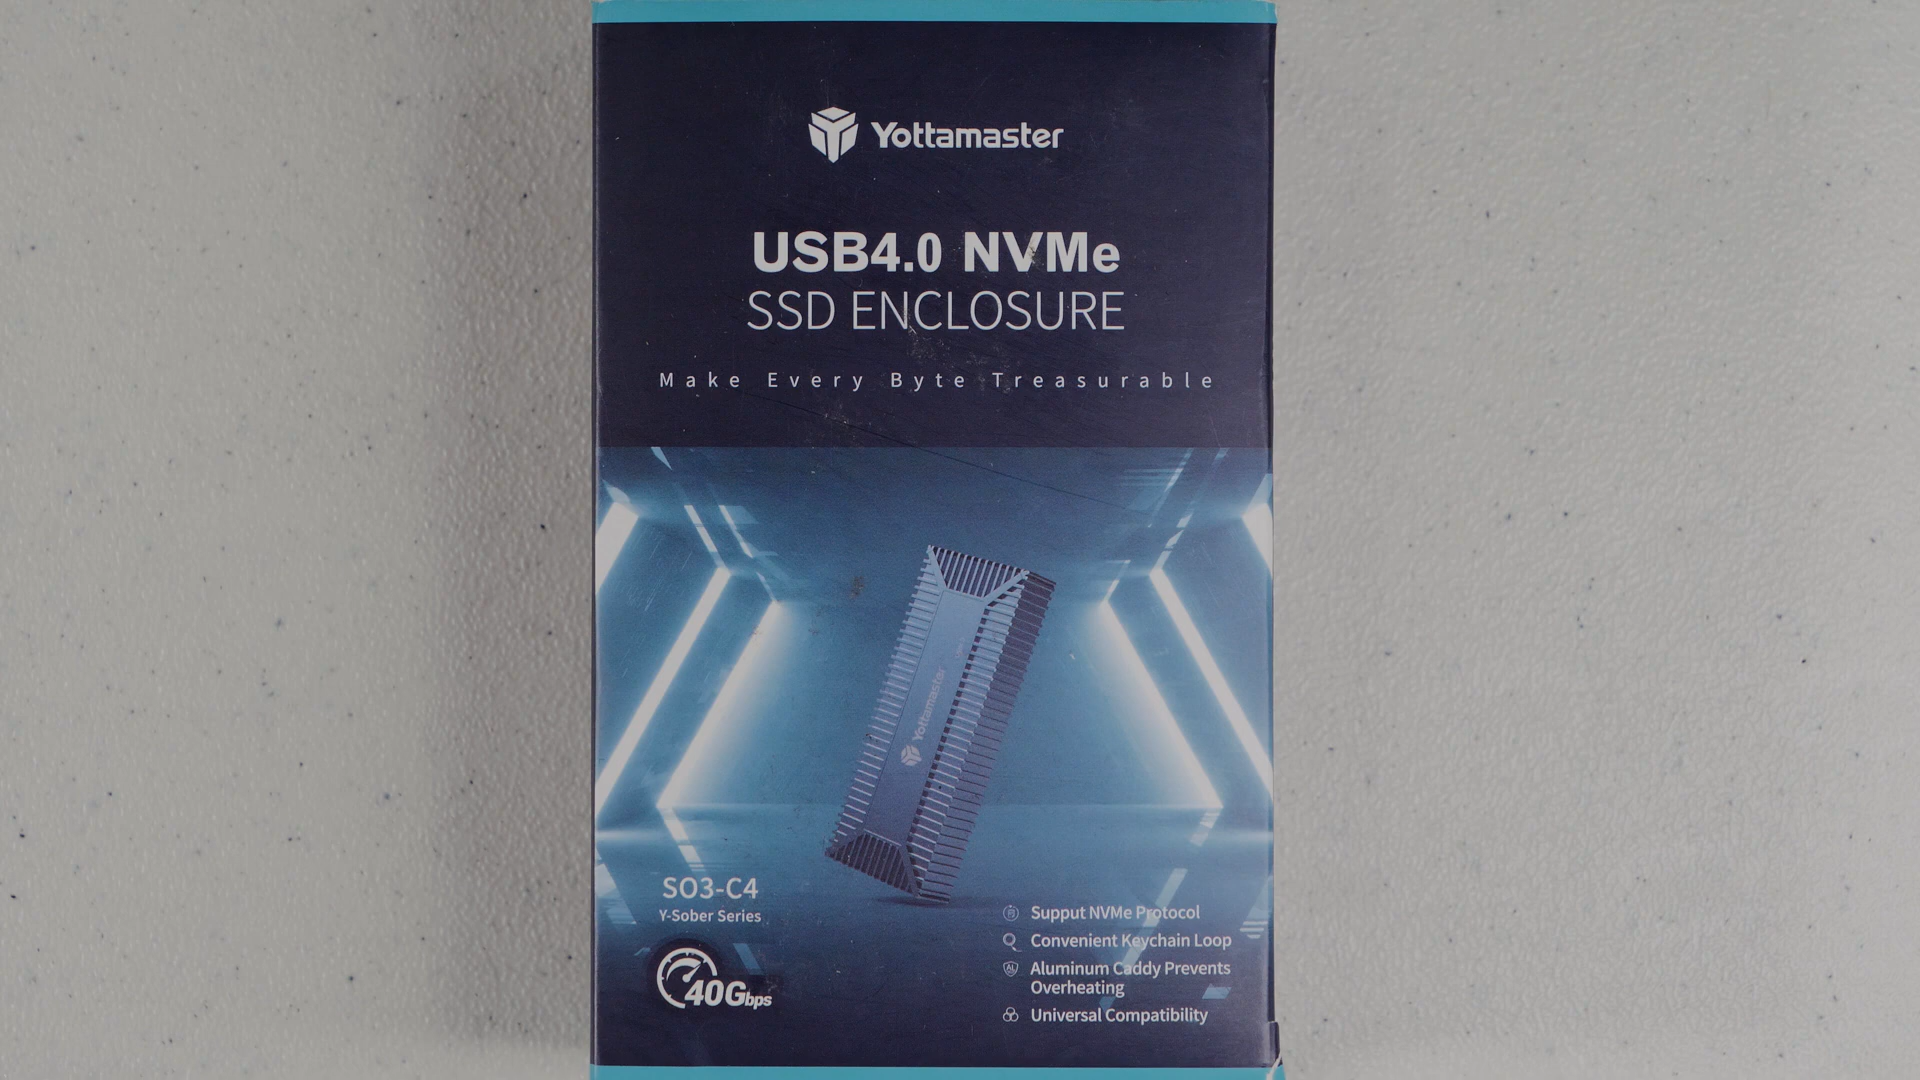 Yottamaster
USB4.0 NVMe
SSD ENCLOSURE
Make Every Byte Treasurable
Yottamaster
SO3-C4
Y-Sober Series
40Gbps
Supput NVMe Protocol
Convenient Keychain Loop
Aluminum Caddy Prevents
Overheating
Universal Compatibility